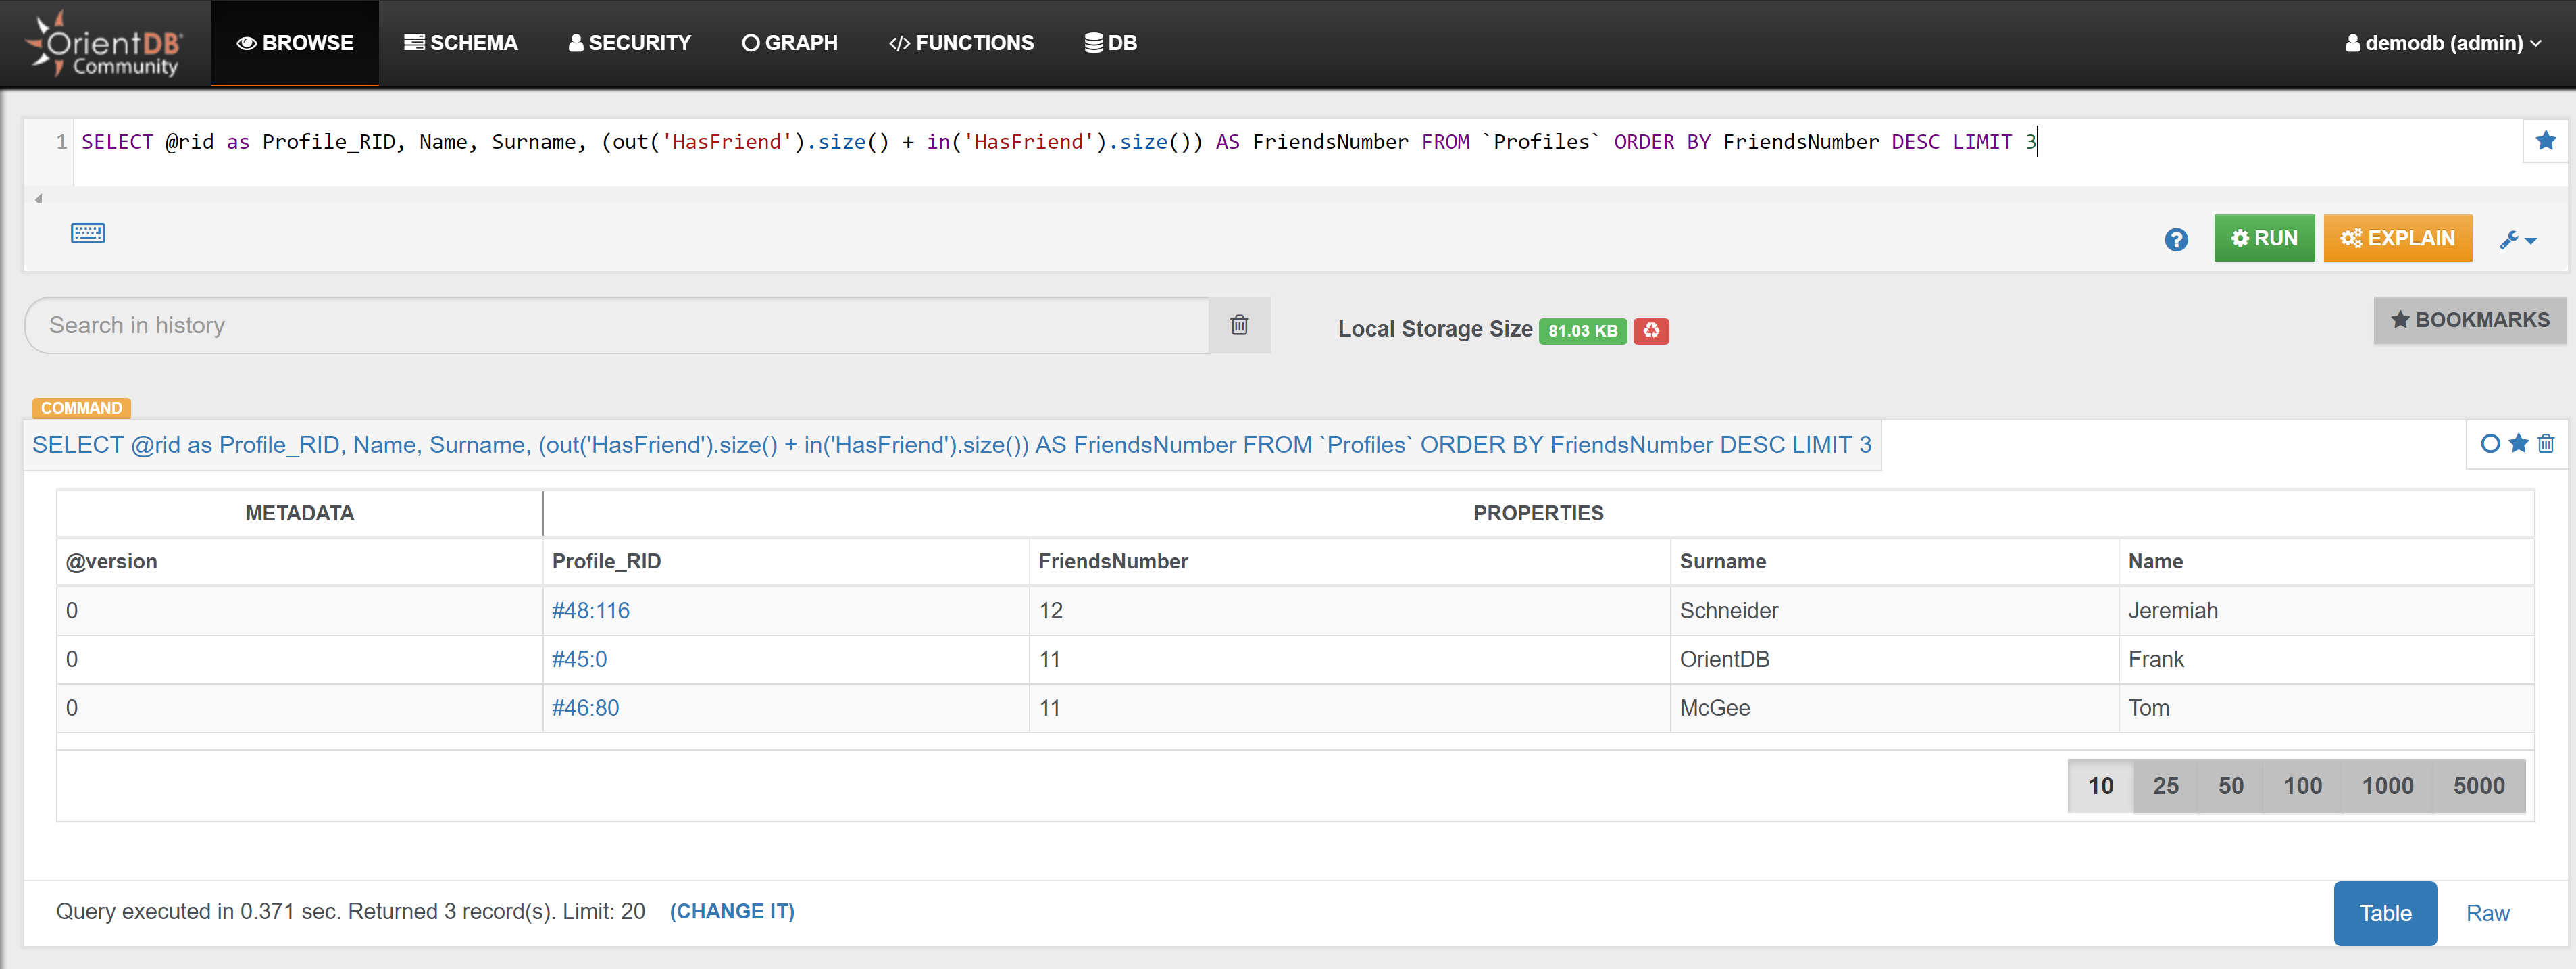 OrientDB
Community
BROWSE SCHEMA SECURITY GRAPH FUNCTIONS DB demodb (admin)
1 SELECT @rid as Profile_RID, Name, Surname, (out('HasFriend').size() + in('HasFriend').size()) AS FriendsNumber FROM `Profiles` ORDER BY FriendsNumber DESC LIMIT 3
? RUN EXPLAIN
Search in history Local Storage Size 81.03 KB BOOKMARKS
COMMAND
SELECT @rid as Profile_RID, Name, Surname, (out('HasFriend').size() + in('HasFriend').size()) AS FriendsNumber FROM `Profiles` ORDER BY FriendsNumber DESC LIMIT 3
METADATA PROPERTIES
@version Profile_RID FriendsNumber Surname Name
0 #48:116 12 Schneider Jeremiah
0 #45:0 11 OrientDB Frank
0 #46:80 11 McGee Tom
10 25 50 100 1000 5000
Query executed in 0.371 sec. Returned 3 record(s). Limit: 20 (CHANGE IT) Table Raw